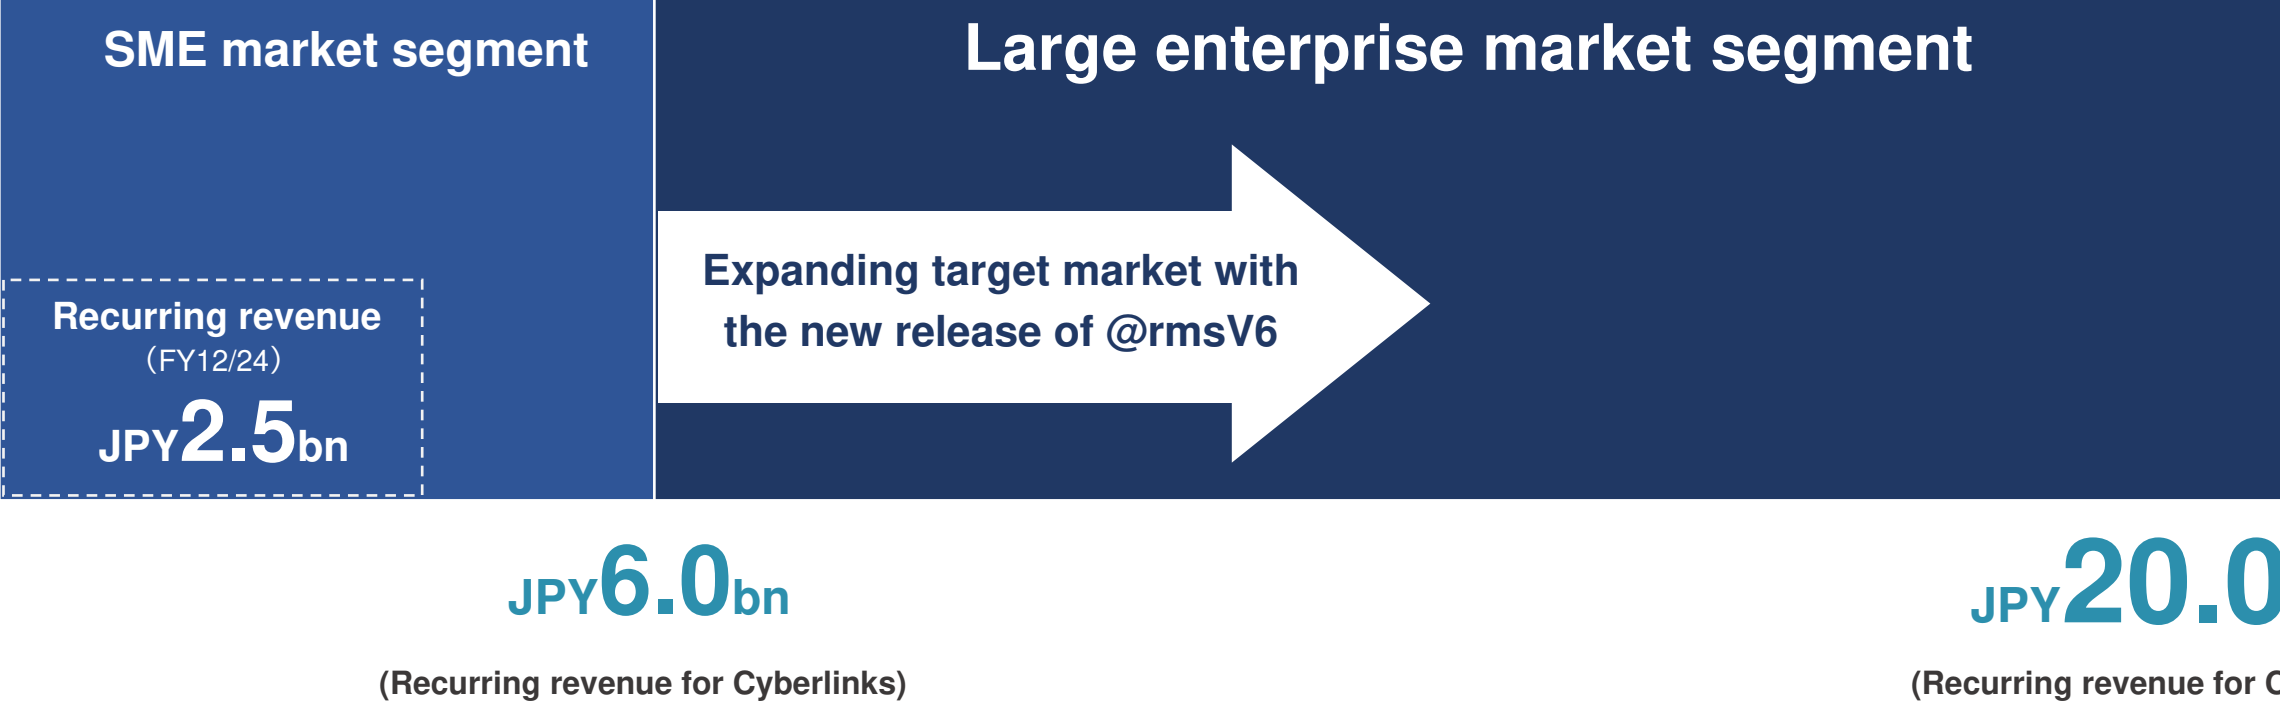 SME market segment
Large enterprise market segment
Expanding target market with
the new release of @rmsV6
Recurring revenue
（FY12/24）
JPY2.5bn
JPY6.0bn
JPY20.0
(Recurring revenue for Cyberlinks)
(Recurring revenue for